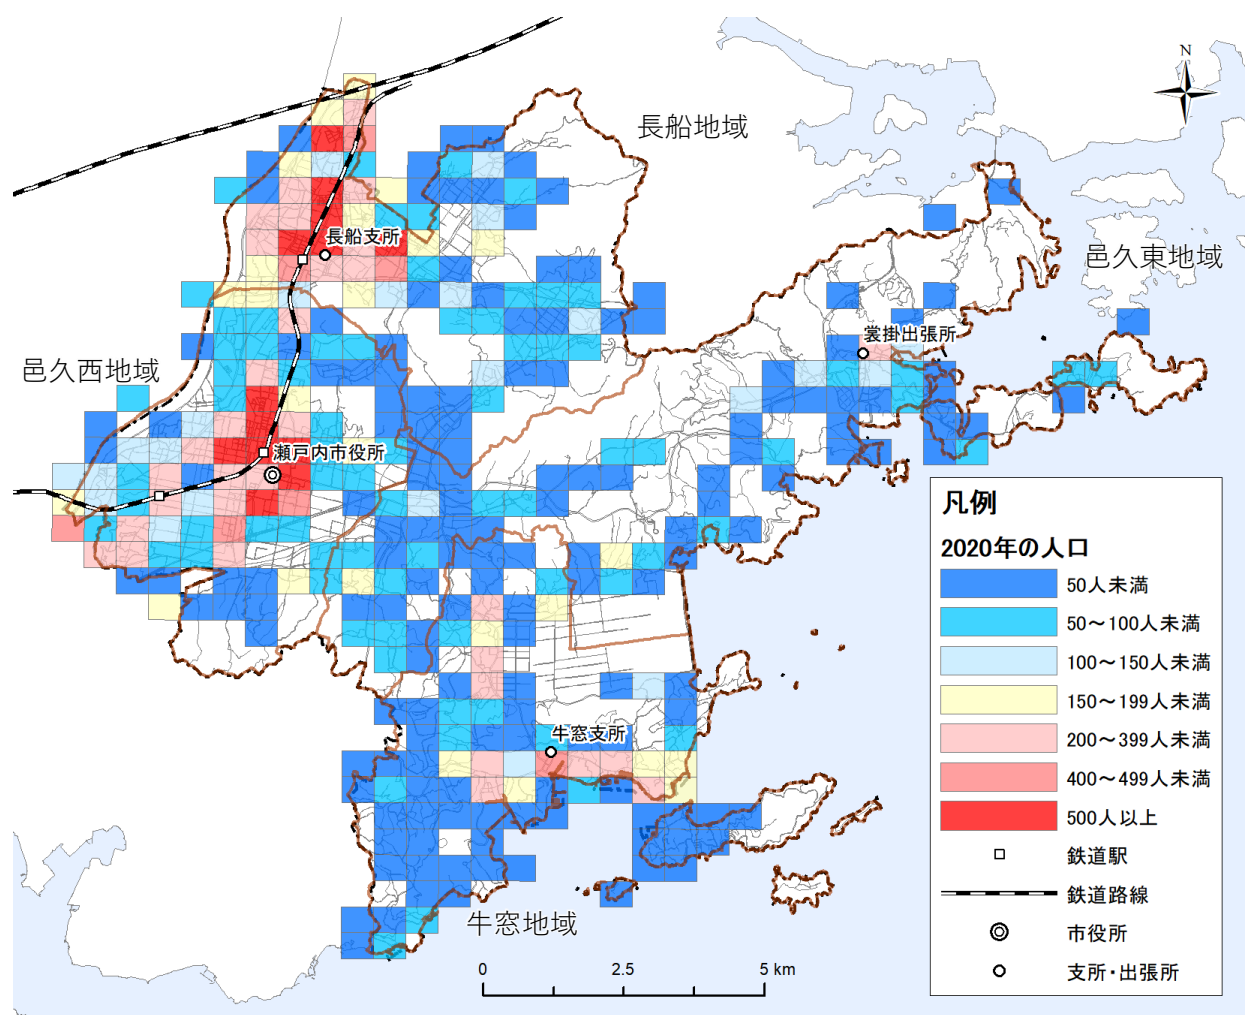 N
長船地域
長船支所
邑久東地域
裳掛出張所
邑久西地域
瀬戸内市役所
牛窓支所
牛窓地域
0 2.5 5 km
凡例
2020年の人口
50人未満
50～100人未満
100～150人未満
150～199人未満
200～399人未満
400～499人未満
500人以上
鉄道駅
鉄道路線
市役所
支所・出張所